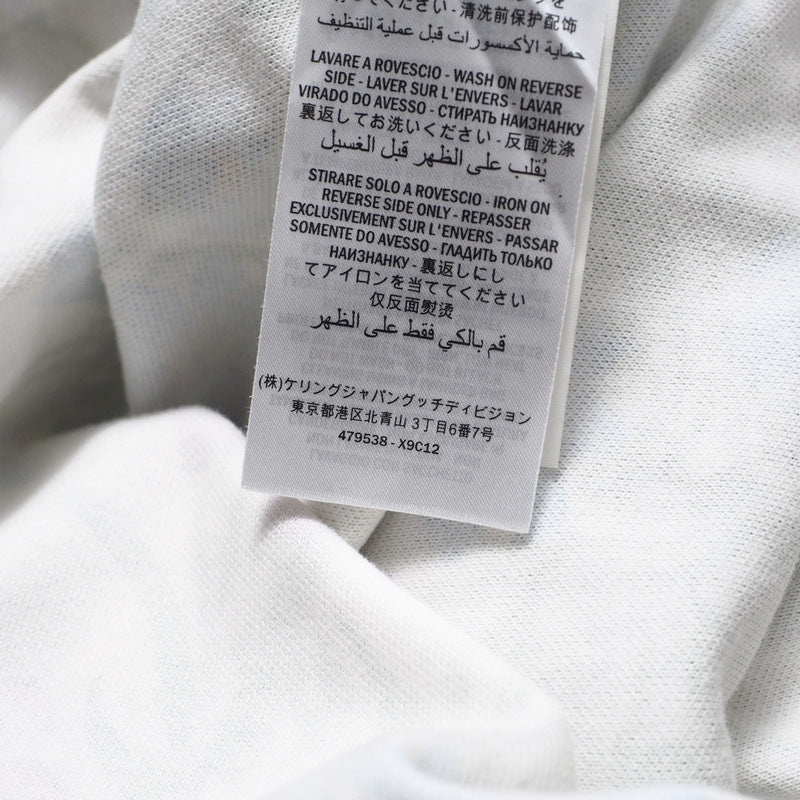 てください - 清洗前保护配饰
حماية الأكسسورات قبل عملية التنظيف
LAVARE A ROVESCIO - WASH ON REVERSE
SIDE - LAVER SUR L'ENVERS - LAVAR
VIRADO DO AVESSO - СТИРАТЬ НАИЗНАНКУ
裏返してお洗いください - 反面洗涤
يُقلب على الظهر قبل الغسيل
STIRARE SOLO A ROVESCIO - IRON ON
REVERSE SIDE ONLY - REPASSER
EXCLUSIVEMENT SUR L'ENVERS - PASSAR
SOMENTE DO AVESSO - ГЛАДИТЬ ТОЛЬКО
НАИЗНАНКУ - 裏返しにし
てアイロンを当ててください
仅反面熨烫
قم بالكي فقط على الظهر
(株)ケリングジャパングッチディビジョン
東京都港区北青山 3丁目6番7号
479538 - X9C12